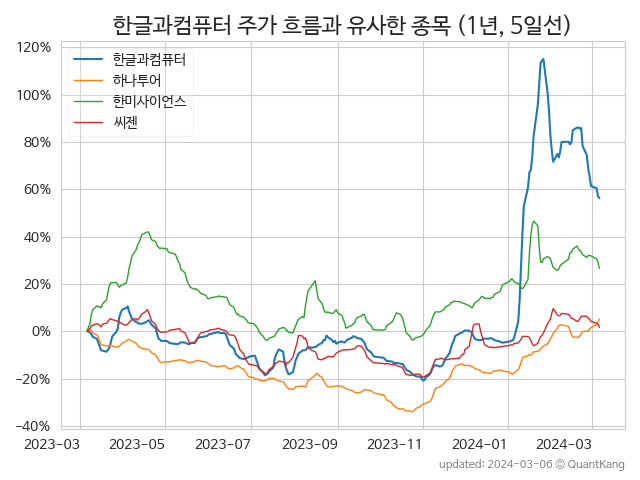 한글과컴퓨터 주가 흐름과 유사한 종목 (1년, 5일선)
120%
100%
80%
60%
40%
20%
0%
−20%
−40%
한글과컴퓨터
하나투어
한미사이언스
씨젠
2023-03
2023-05
2023-07
2023-09
2023-11
2024-01
2024-03
updated: 2024-03-06 ⓒ QuantKang